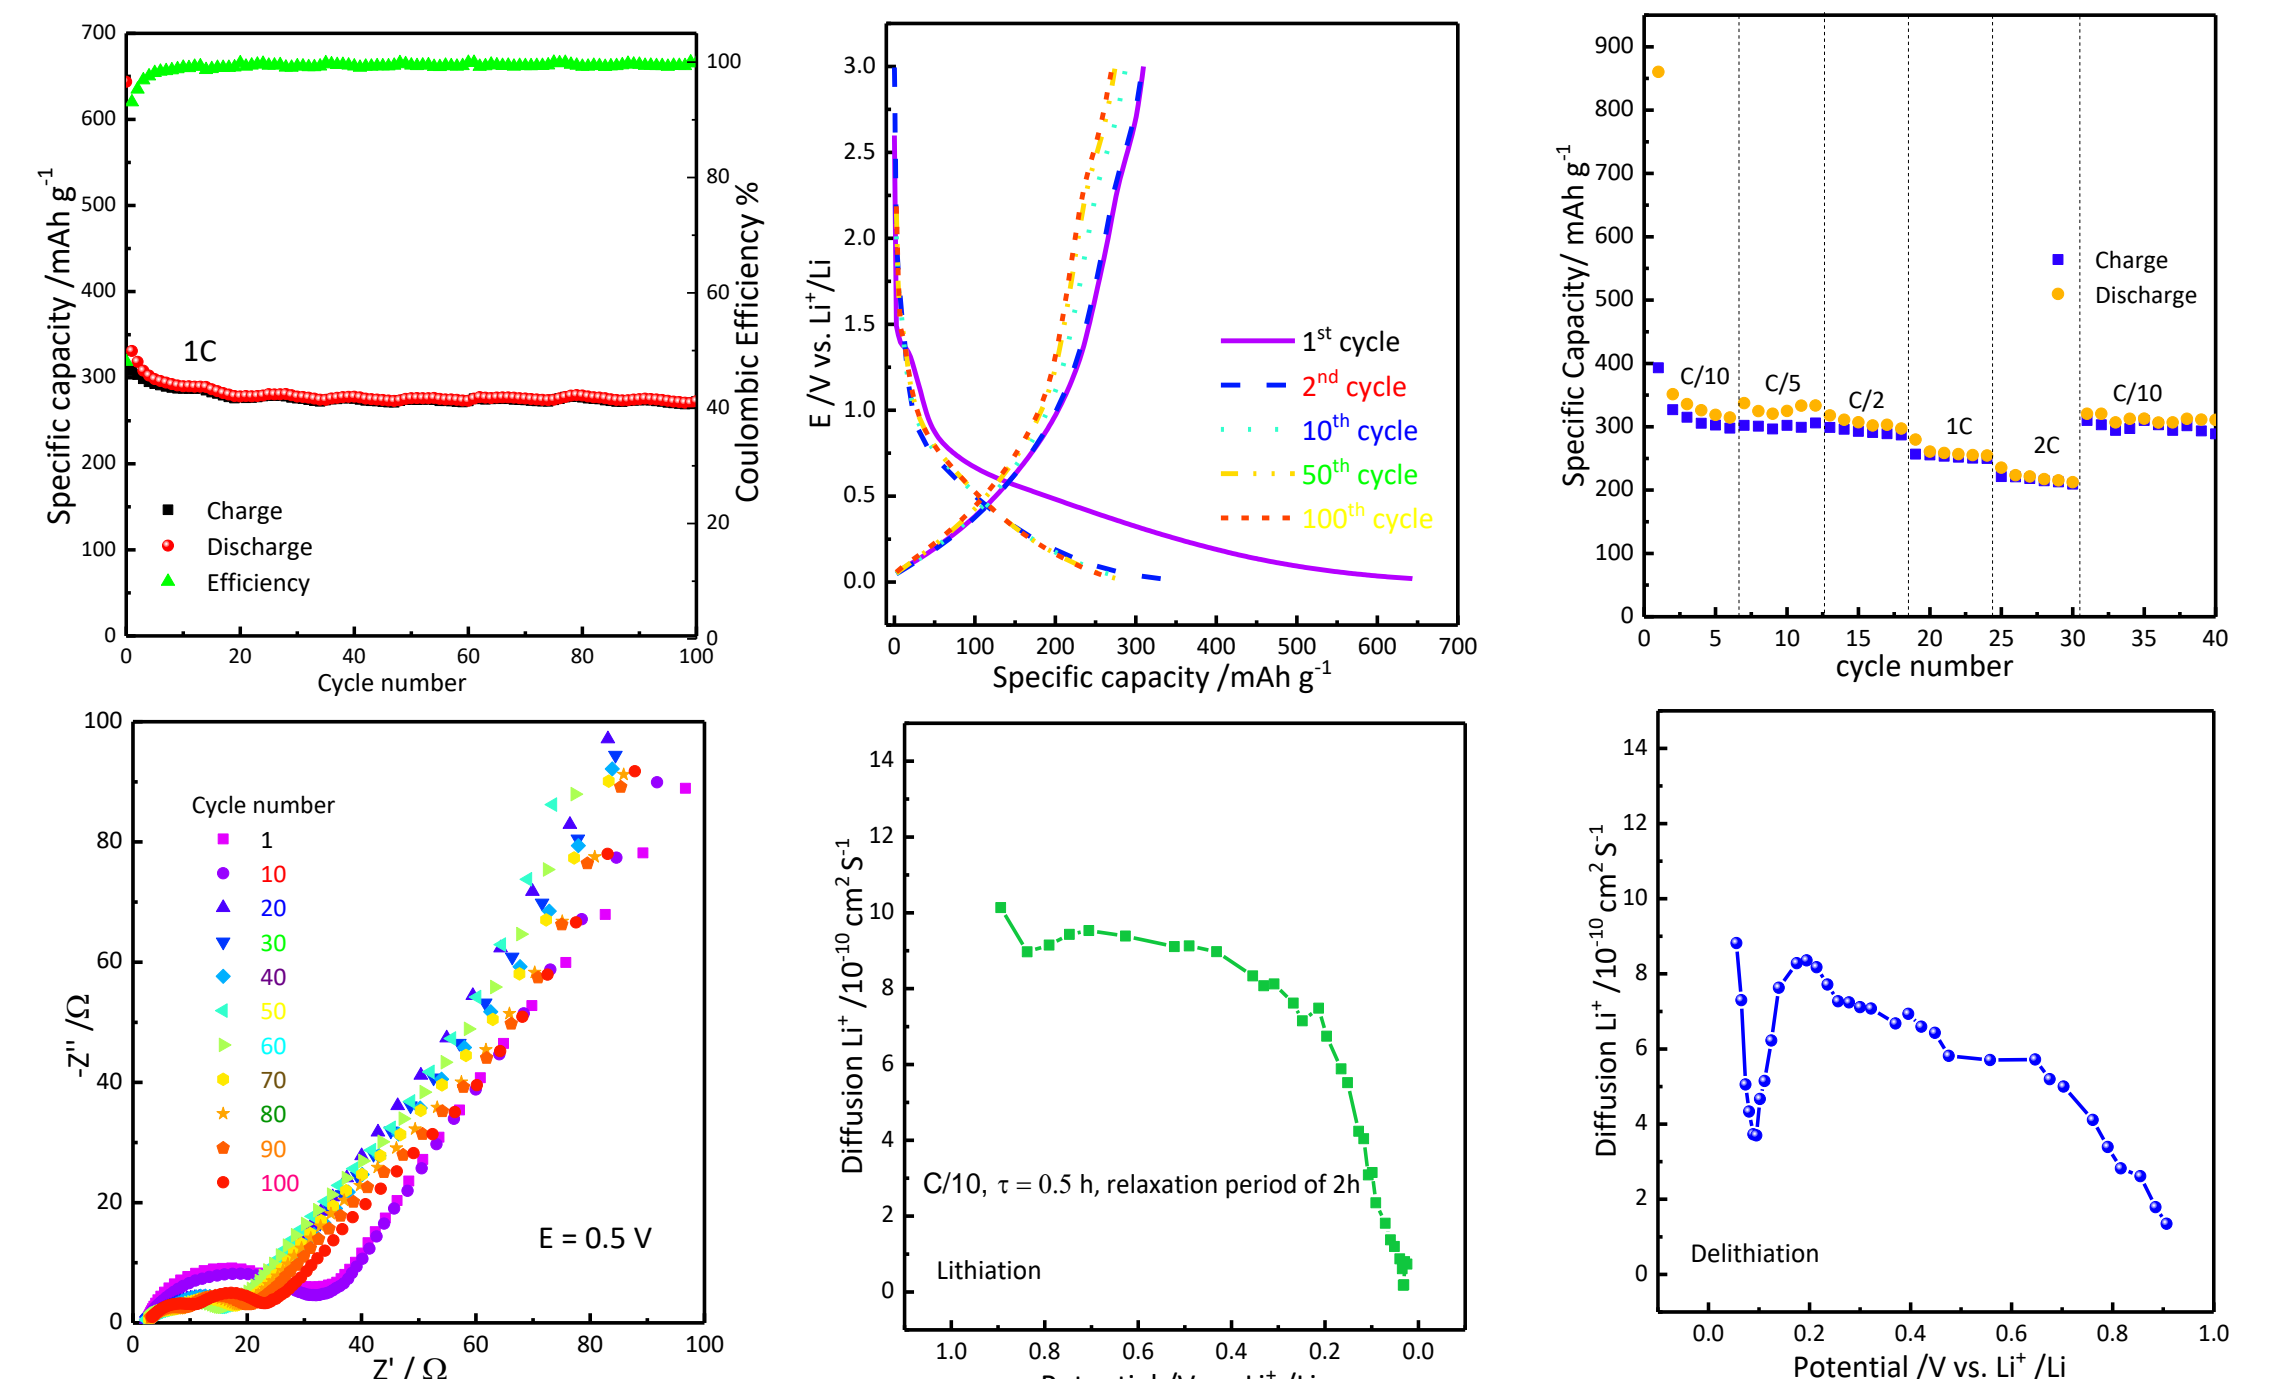 700
600
500
400
300
200
100
0
Specific capacity /mAh g⁻¹
1C
Charge
Discharge
Efficiency
100
80
60
40
20
0
Coulombic Efficiency %
0 20 40 60 80 100
Cycle number
3.0
2.5
2.0
1.5
1.0
0.5
0.0
E /V vs. Li⁺/Li
1ˢᵗ cycle
2ⁿᵈ cycle
10ᵗʰ cycle
50ᵗʰ cycle
100ᵗʰ cycle
0 100 200 300 400 500 600 700
Specific capacity /mAh g⁻¹
900
800
700
600
500
400
300
200
100
0
Specific Capacity/ mAh g⁻¹
Charge
Discharge
C/10 C/5 C/2 1C 2C C/10
0 5 10 15 20 25 30 35 40
cycle number
100
80
60
40
20
0
-Z'' /Ω
Cycle number
1
10
20
30
40
50
60
70
80
90
100
E = 0.5 V
0 20 40 60 80 100
Z' / Ω
14
12
10
8
6
4
2
0
Diffusion Li⁺ /10⁻¹⁰ cm² S⁻¹
C/10, τ = 0.5 h, relaxation period of 2h
Lithiation
1.0 0.8 0.6 0.4 0.2 0.0
14
12
10
8
6
4
2
0
Diffusion Li⁺ /10⁻¹⁰ cm² S⁻¹
Delithiation
0.0 0.2 0.4 0.6 0.8 1.0
Potential /V vs. Li⁺ /Li